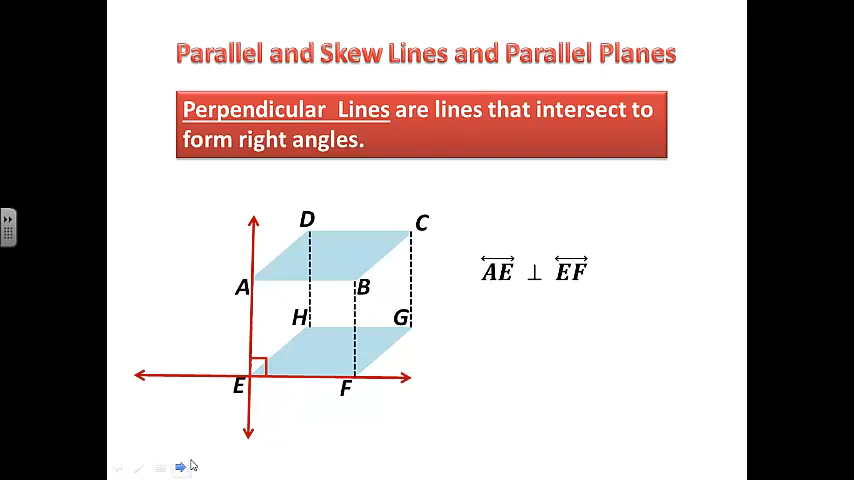 Parallel and Skew Lines and Parallel Planes
Perpendicular Lines are lines that intersect to
form right angles.
D
C
A
B
H
G
E
F
AE ⊥ EF